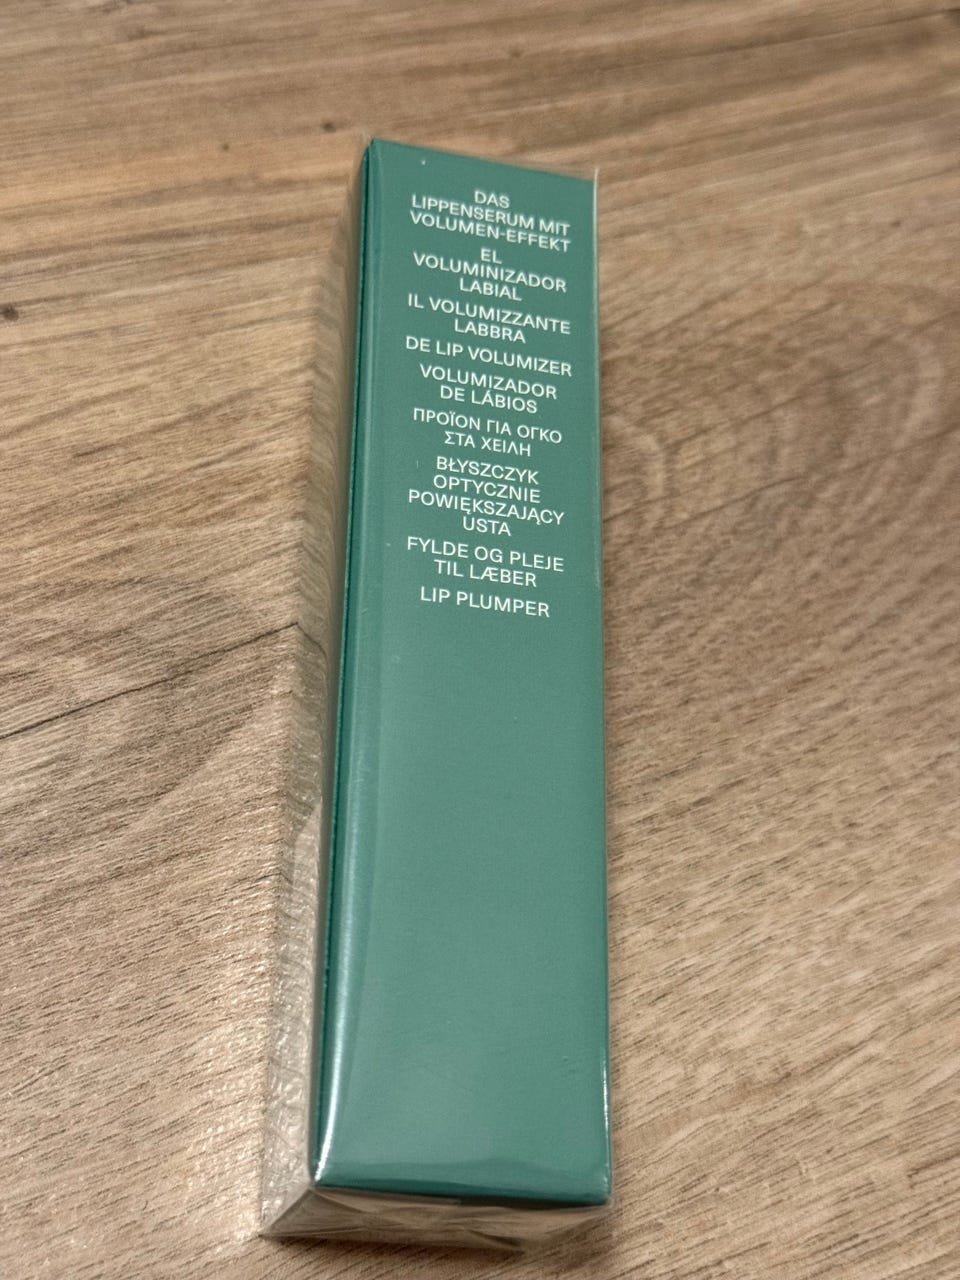 DAS
LIPPENSERUM MIT
VOLUMEN-EFFEKT
EL
VOLUMINIZADOR
LABIAL
IL VOLUMIZZANTE
LABBRA
DE LIP VOLUMIZER
VOLUMIZADOR
DE LÁBIOS
ΠΡΟΪΟΝ ΓΙΑ ΟΓΚΟ
ΣΤΑ ΧΕΙΛΗ
BŁYSZCZYK
OPTYCZNIE
POWIĘKSZAJĄCY
USTA
FYLDE OG PLEJE
TIL LÆBER
LIP PLUMPER